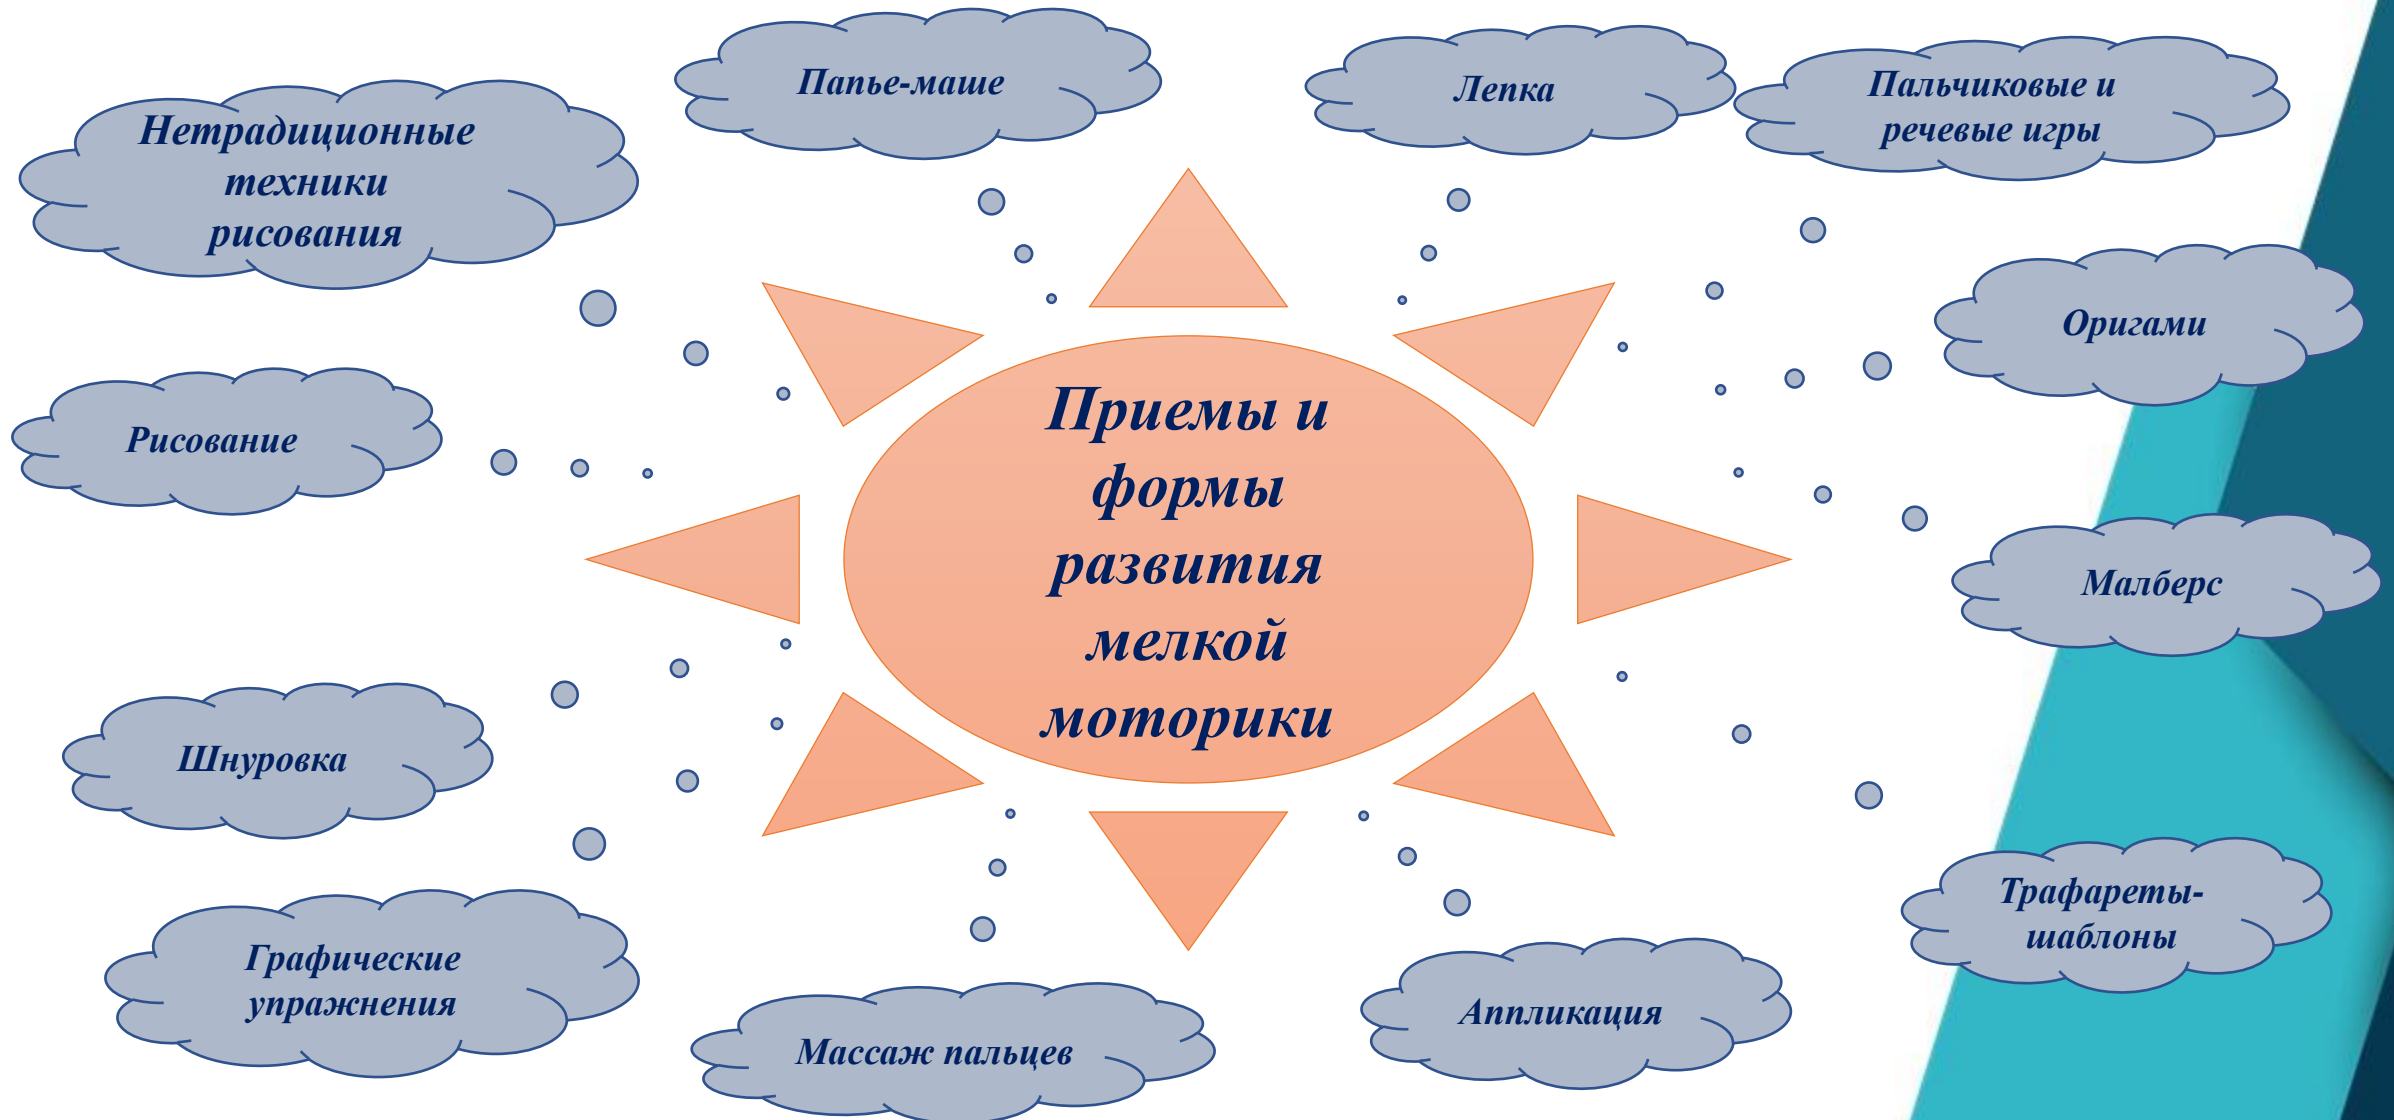 Папье-маше
Лепка
Пальчиковые и
речевые игры
Нетрадиционные
техники
рисования
Оригами
Рисование
Приемы и
формы
развития
мелкой
моторики
Малберс
Шнуровка
Трафареты-
шаблоны
Графические
упражнения
Массаж пальцев
Аппликация